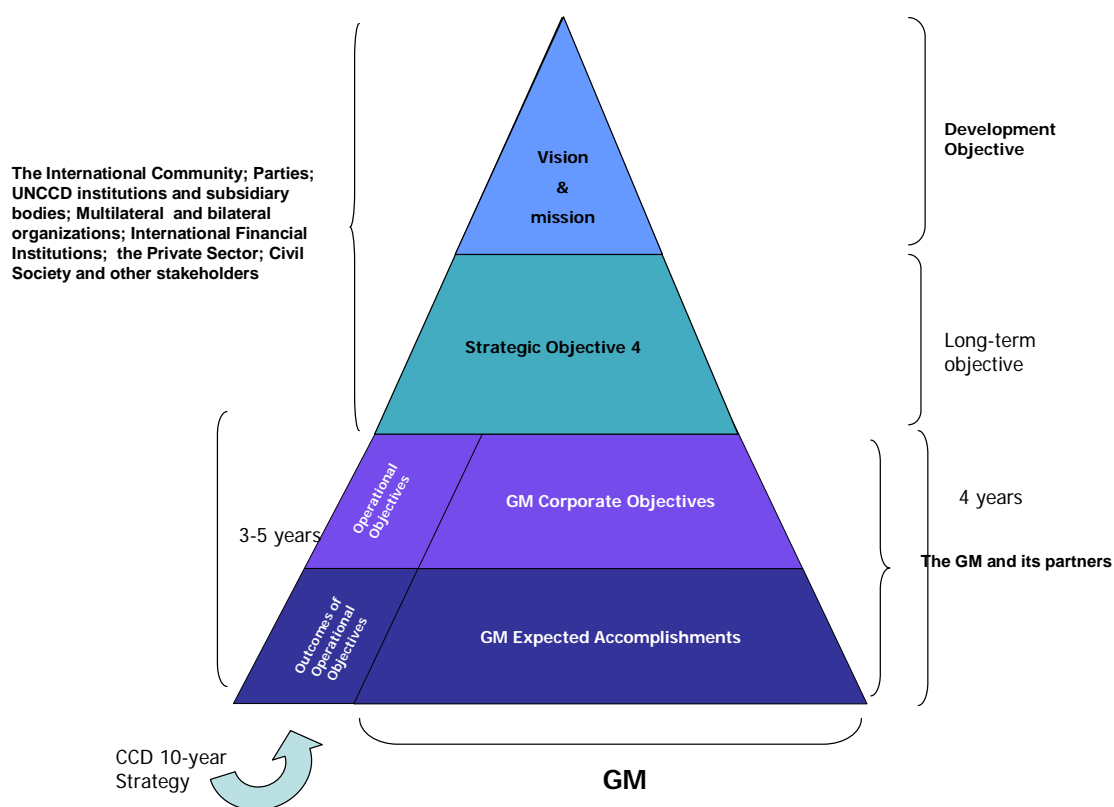 Development
Objective
Vision
&
mission
The International Community; Parties;
UNCCD institutions and subsidiary
bodies; Multilateral and bilateral
organizations; International Financial
Institutions; the Private Sector; Civil
Society and other stakeholders
Strategic Objective 4
Long-term
objective
Operational
Objectives
GM Corporate Objectives
4 years
3-5 years
The GM and its partners
Outcomes of
Operational
Objectives
GM Expected Accomplishments
CCD 10-year
Strategy
GM